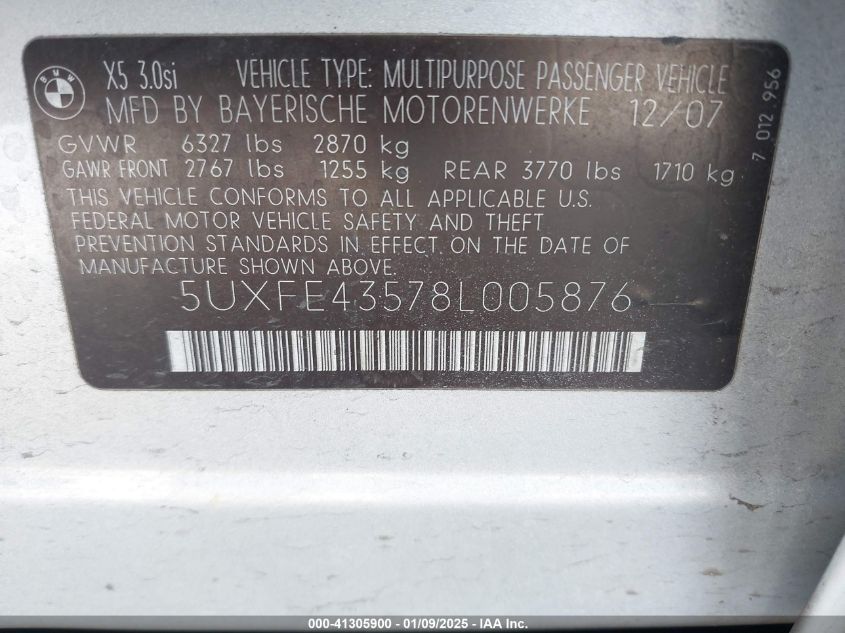 BMW
X5 3.0si VEHICLE TYPE: MULTIPURPOSE PASSENGER VEHICLE
MFD BY BAYERISCHE MOTORENWERKE 12/07
GVWR 6327 lbs 2870 kg
GAWR FRONT 2767 lbs 1255 kg REAR 3770 lbs 1710 kg
THIS VEHICLE CONFORMS TO ALL APPLICABLE U.S.
FEDERAL MOTOR VEHICLE SAFETY AND THEFT
PREVENTION STANDARDS IN EFFECT ON THE DATE OF
MANUFACTURE SHOWN ABOVE.
5UXFE43578L005876
7 012 956
000-41305900 - 01/09/2025 - IAA Inc.